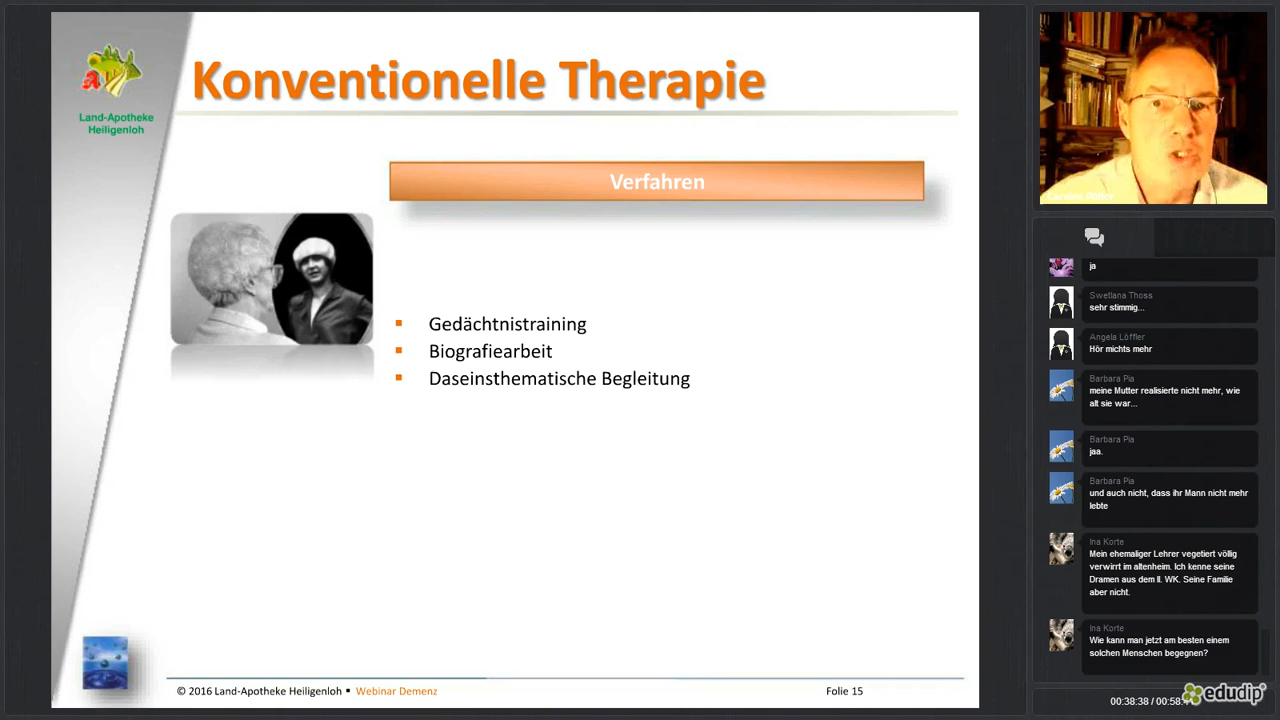 Konventionelle Therapie
A
Land-Apotheke
Heiligenloh
Verfahren
Gedächtnistraining
Biografiearbeit
Daseinsthematische Begleitung
© 2016 Land-Apotheke Heiligenloh ▪ Webinar Demenz
Folie 15
ja
Swetlana Thoss
sehr stimmig...
Angela Löffler
Hör michts mehr
Barbara Pia
meine Mutter realisierte nicht mehr, wie
alt sie war...
Barbara Pia
jaa.
Barbara Pia
und auch nicht, dass ihr Mann nicht mehr
lebte
Ina Korte
Mein ehemaliger Lehrer vegetiert völlig
verwirrt im altenheim. Ich kenne seine
Dramen aus dem II. WK. Seine Familie
aber nicht.
Ina Korte
Wie kann man jetzt am besten einem
solchen Menschen begegnen?
00:38:38 /
edudip